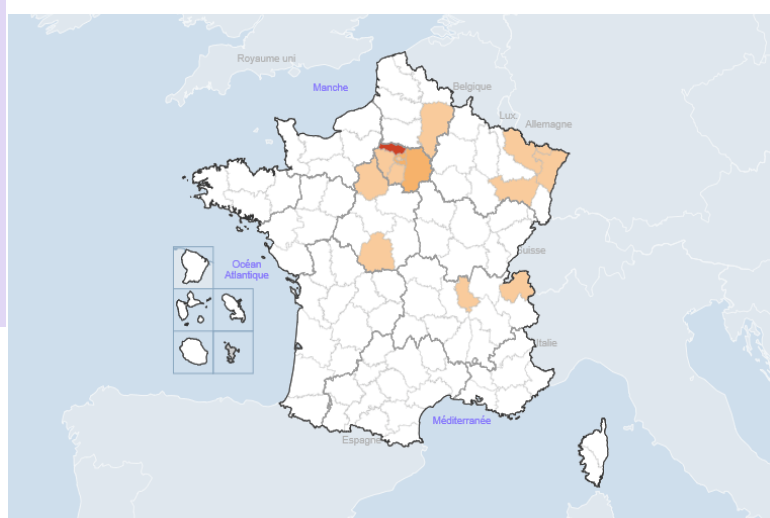 Royaume uni
Manche
Belgique
Lux.
Allemagne
Suisse
Océan
Atlantique
Italie
Méditerranée
Espagne